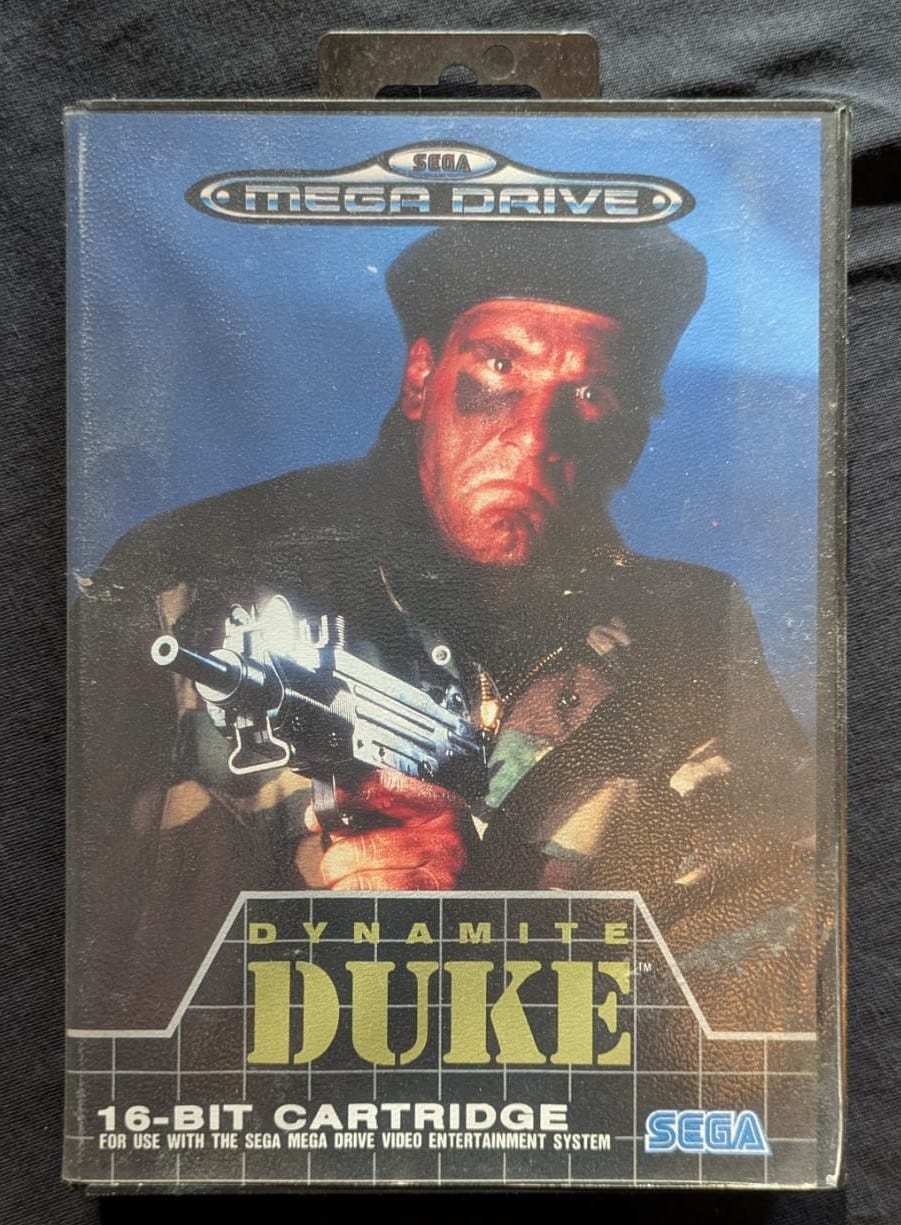 SEGA
MEGA DRIVE
DYNAMITE
DUKE™
16-BIT CARTRIDGE
FOR USE WITH THE SEGA MEGA DRIVE VIDEO ENTERTAINMENT SYSTEM
SEGA